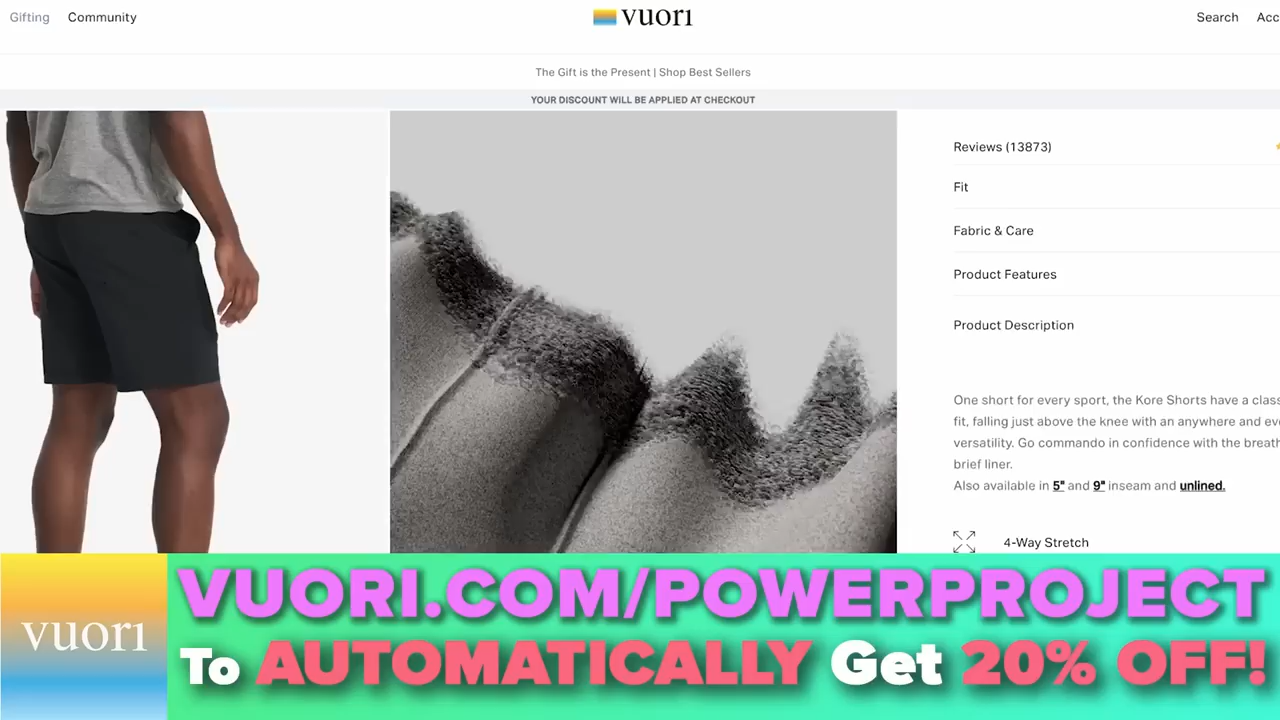 Gifting
Community
vuori
Search
Acc
The Gift is the Present | Shop Best Sellers
YOUR DISCOUNT WILL BE APPLIED AT CHECKOUT
Reviews (13873)
Fit
Fabric & Care
Product Features
Product Description
One short for every sport, the Kore Shorts have a class
fit, falling just above the knee with an anywhere and eve
versatility. Go commando in confidence with the breath
brief liner.
Also available in 5" and 9" inseam and unlined.
4-Way Stretch
vuori
VUORI.COM/POWERPROJECT
To AUTOMATICALLY Get 20% OFF!